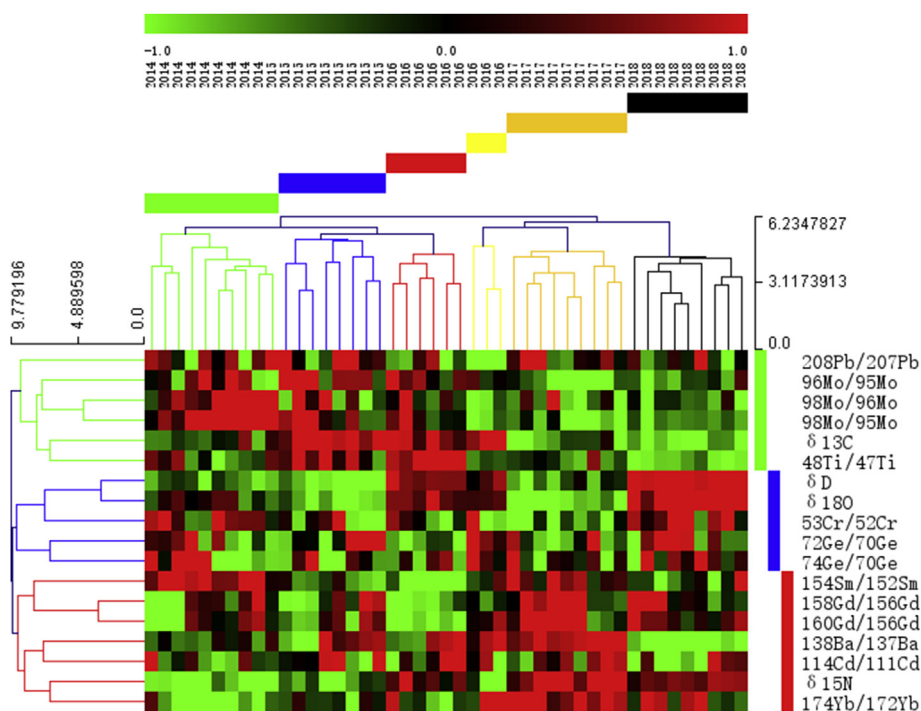 -1.0 0.0 1.0
2014 2014 2014 2014 2014 2014 2014 2014 2014 2015 2015 2015 2015 2015 2015 2015 2015 2015 2016 2016 2016 2016 2016 2016 2016 2016 2016 2017 2017 2017 2017 2017 2017 2017 2017 2017 2018 2018 2018 2018 2018 2018 2018 2018 2018
6.2347827
3.1173913
0.0
9.7791196
4.889598
0.0
208Pb/207Pb
96Mo/95Mo
98Mo/96Mo
98Mo/95Mo
δ13C
48Ti/47Ti
δD
δ18O
53Cr/52Cr
72Ge/70Ge
74Ge/70Ge
154Sm/152Sm
158Gd/156Gd
160Gd/156Gd
138Ba/137Ba
114Cd/111Cd
δ15N
174Yb/172Yb